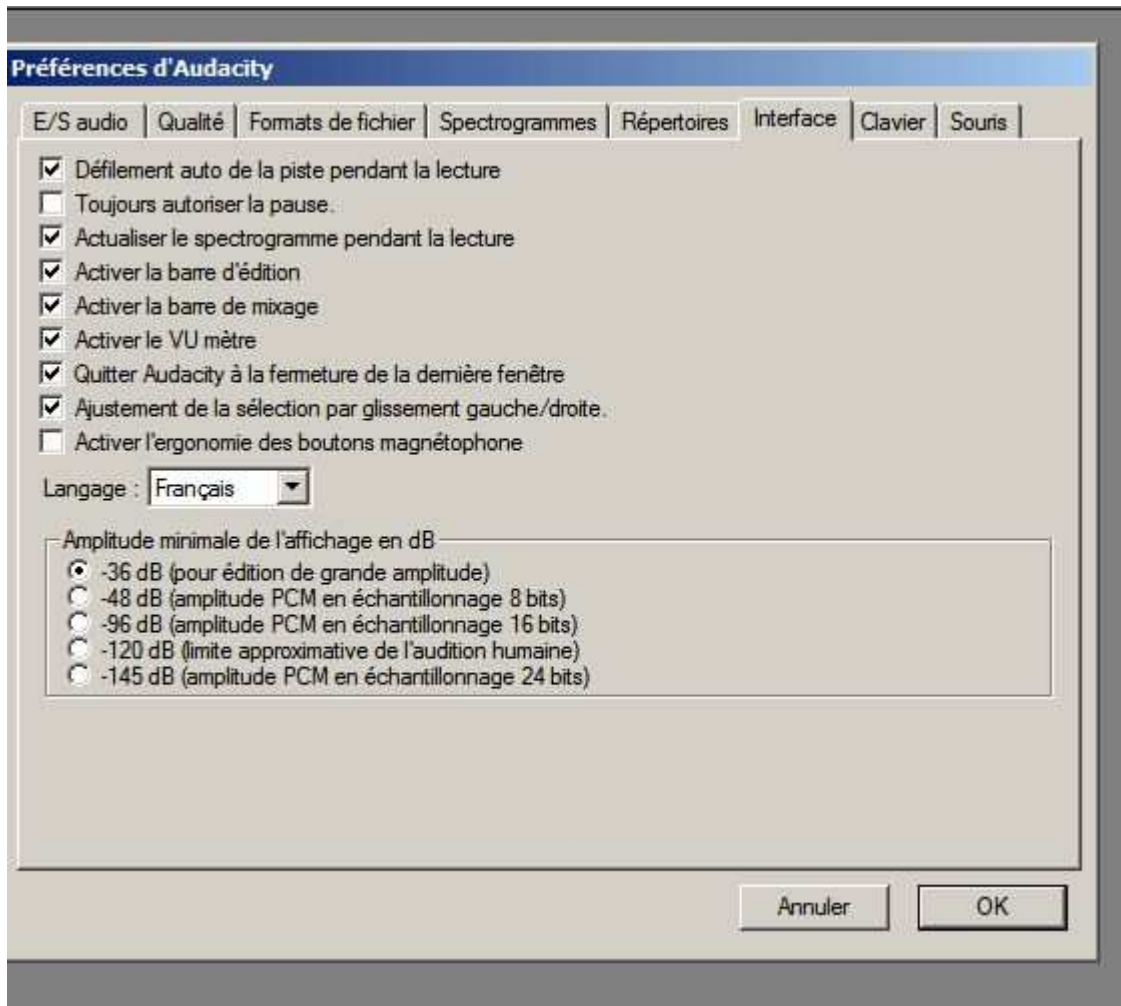 Préférences d'Audacity
E/S audio Qualité Formats de fichier Spectrogrammes Répertoires Interface Clavier Souris
Défilement auto de la piste pendant la lecture
Toujours autoriser la pause.
Actualiser le spectrogramme pendant la lecture
Activer la barre d'édition
Activer la barre de mixage
Activer le VU mètre
Quitter Audacity à la fermeture de la dernière fenêtre
Ajustement de la sélection par glissement gauche/droite.
Activer l'ergonomie des boutons magnétophone
Langage : Français
Amplitude minimale de l'affichage en dB
-36 dB (pour édition de grande amplitude)
-48 dB (amplitude PCM en échantillonnage 8 bits)
-96 dB (amplitude PCM en échantillonnage 16 bits)
-120 dB (limite approximative de l'audition humaine)
-145 dB (amplitude PCM en échantillonnage 24 bits)
Annuler OK